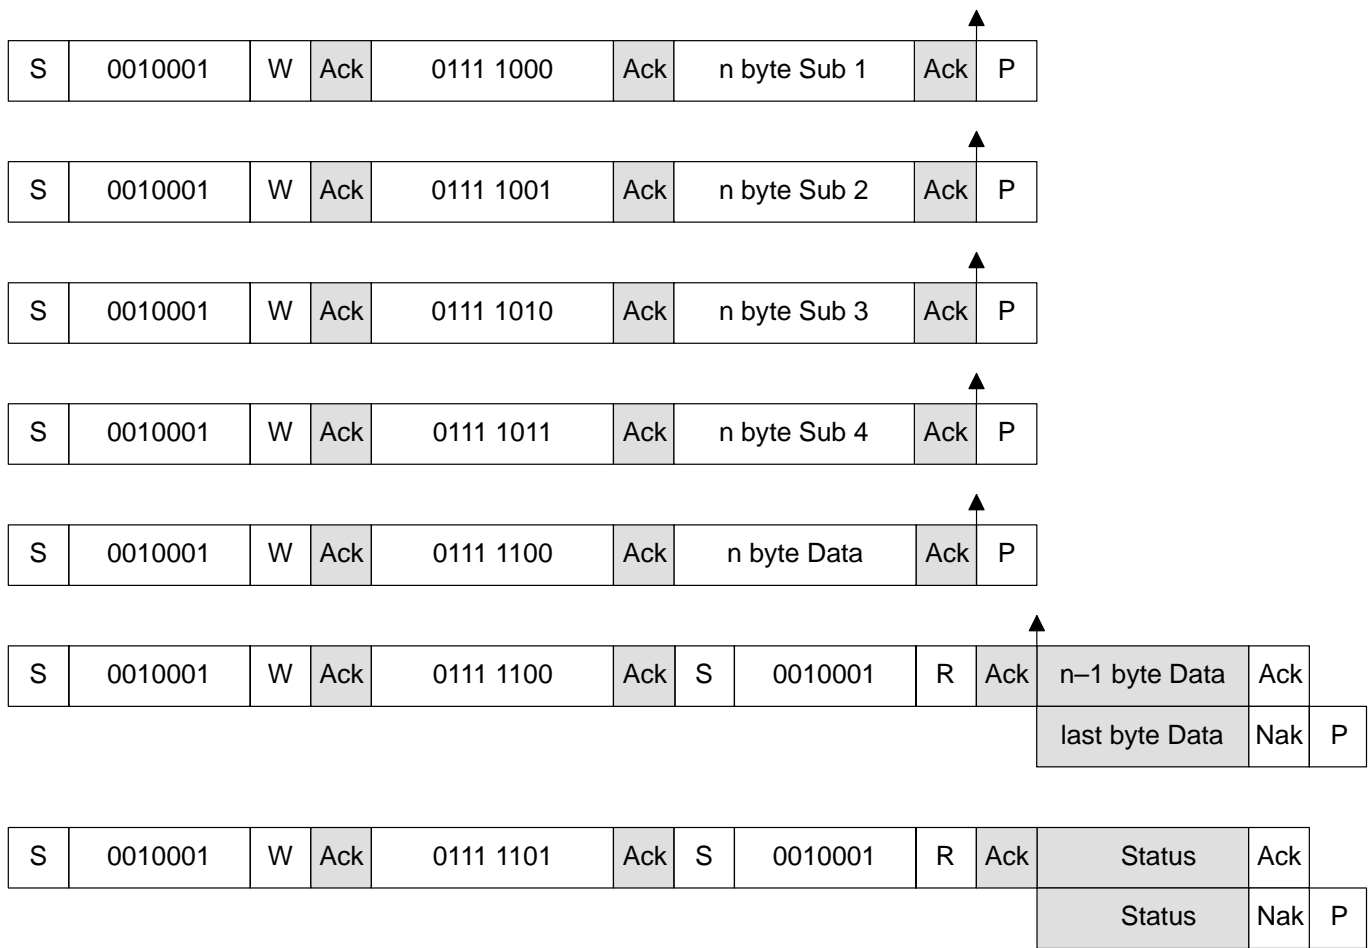 S 0010001 W Ack 0111 1000 Ack n byte Sub 1 Ack P
S 0010001 W Ack 0111 1001 Ack n byte Sub 2 Ack P
S 0010001 W Ack 0111 1010 Ack n byte Sub 3 Ack P
S 0010001 W Ack 0111 1011 Ack n byte Sub 4 Ack P
S 0010001 W Ack 0111 1100 Ack n byte Data Ack P
S 0010001 W Ack 0111 1100 Ack S 0010001 R Ack n–1 byte Data Ack
last byte Data Nak P
S 0010001 W Ack 0111 1101 Ack S 0010001 R Ack Status Ack
Status Nak P